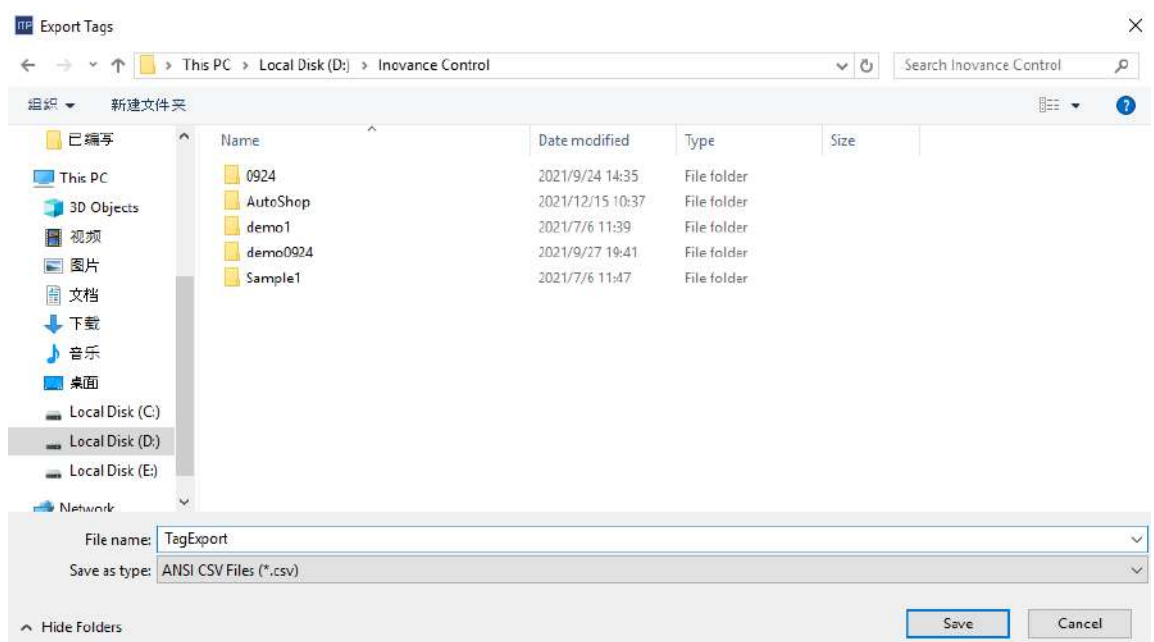 ITP Export Tags
This PC > Local Disk (D:) > Inovance Control
Search Inovance Control
组织 新建文件夹
已编写
This PC
3D Objects
视频
图片
文档
下载
音乐
桌面
Local Disk (C:)
Local Disk (D:)
Local Disk (E:)
Network
Name Date modified Type Size
0924 2021/9/24 14:35 File folder
AutoShop 2021/12/15 10:37 File folder
demo1 2021/7/6 11:39 File folder
demo0924 2021/9/27 19:41 File folder
Sample1 2021/7/6 11:47 File folder
File name: TagExport
Save as type: ANSI CSV Files (*.csv)
Hide Folders Save Cancel